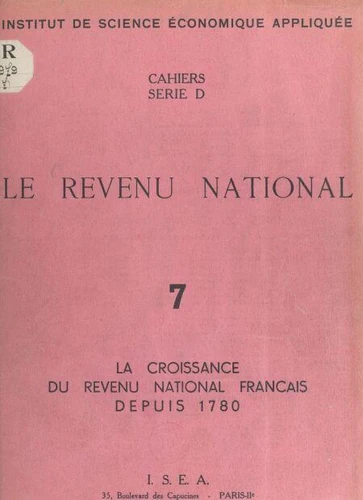 INSTITUT DE SCIENCE ÉCONOMIQUE APPLIQUÉE
R
CAHIERS
SERIE D
LE REVENU NATIONAL
7
LA CROISSANCE
DU REVENU NATIONAL FRANCAIS
DEPUIS 1780
I. S. E. A.
35, Boulevard des Capucines - PARIS-IIe